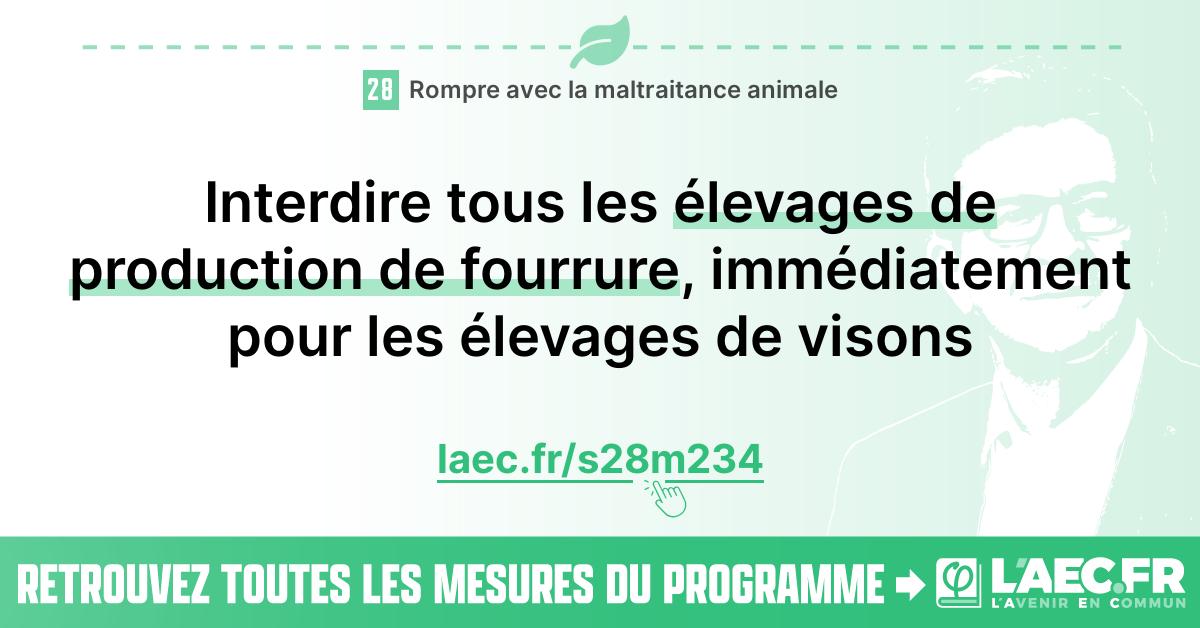 28 Rompre avec la maltraitance animale
Interdire tous les élevages de
production de fourrure, immédiatement
pour les élevages de visons
laec.fr/s28m234
RETROUVEZ TOUTES LES MESURES DU PROGRAMME
φ L'AEC.FR
L'AVENIR EN COMMUN